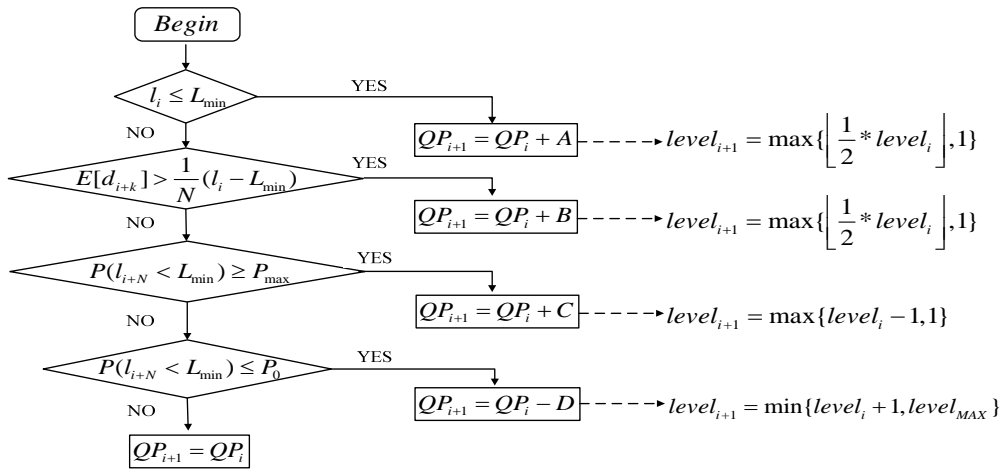 Begin
l_i ≤ L_min
YES
NO
QP_{i+1} = QP_i + A
level_{i+1} = max{⌊1/2 * level_i⌋, 1}
E[d_{i+k}] > 1/N (l_i − L_min)
YES
NO
QP_{i+1} = QP_i + B
level_{i+1} = max{⌊1/2 * level_i⌋, 1}
P(l_{i+N} < L_min) ≥ P_max
YES
NO
QP_{i+1} = QP_i + C
level_{i+1} = max{level_i − 1, 1}
P(l_{i+N} < L_min) ≤ P_0
YES
NO
QP_{i+1} = QP_i − D
level_{i+1} = min{level_i + 1, level_MAX}
QP_{i+1} = QP_i